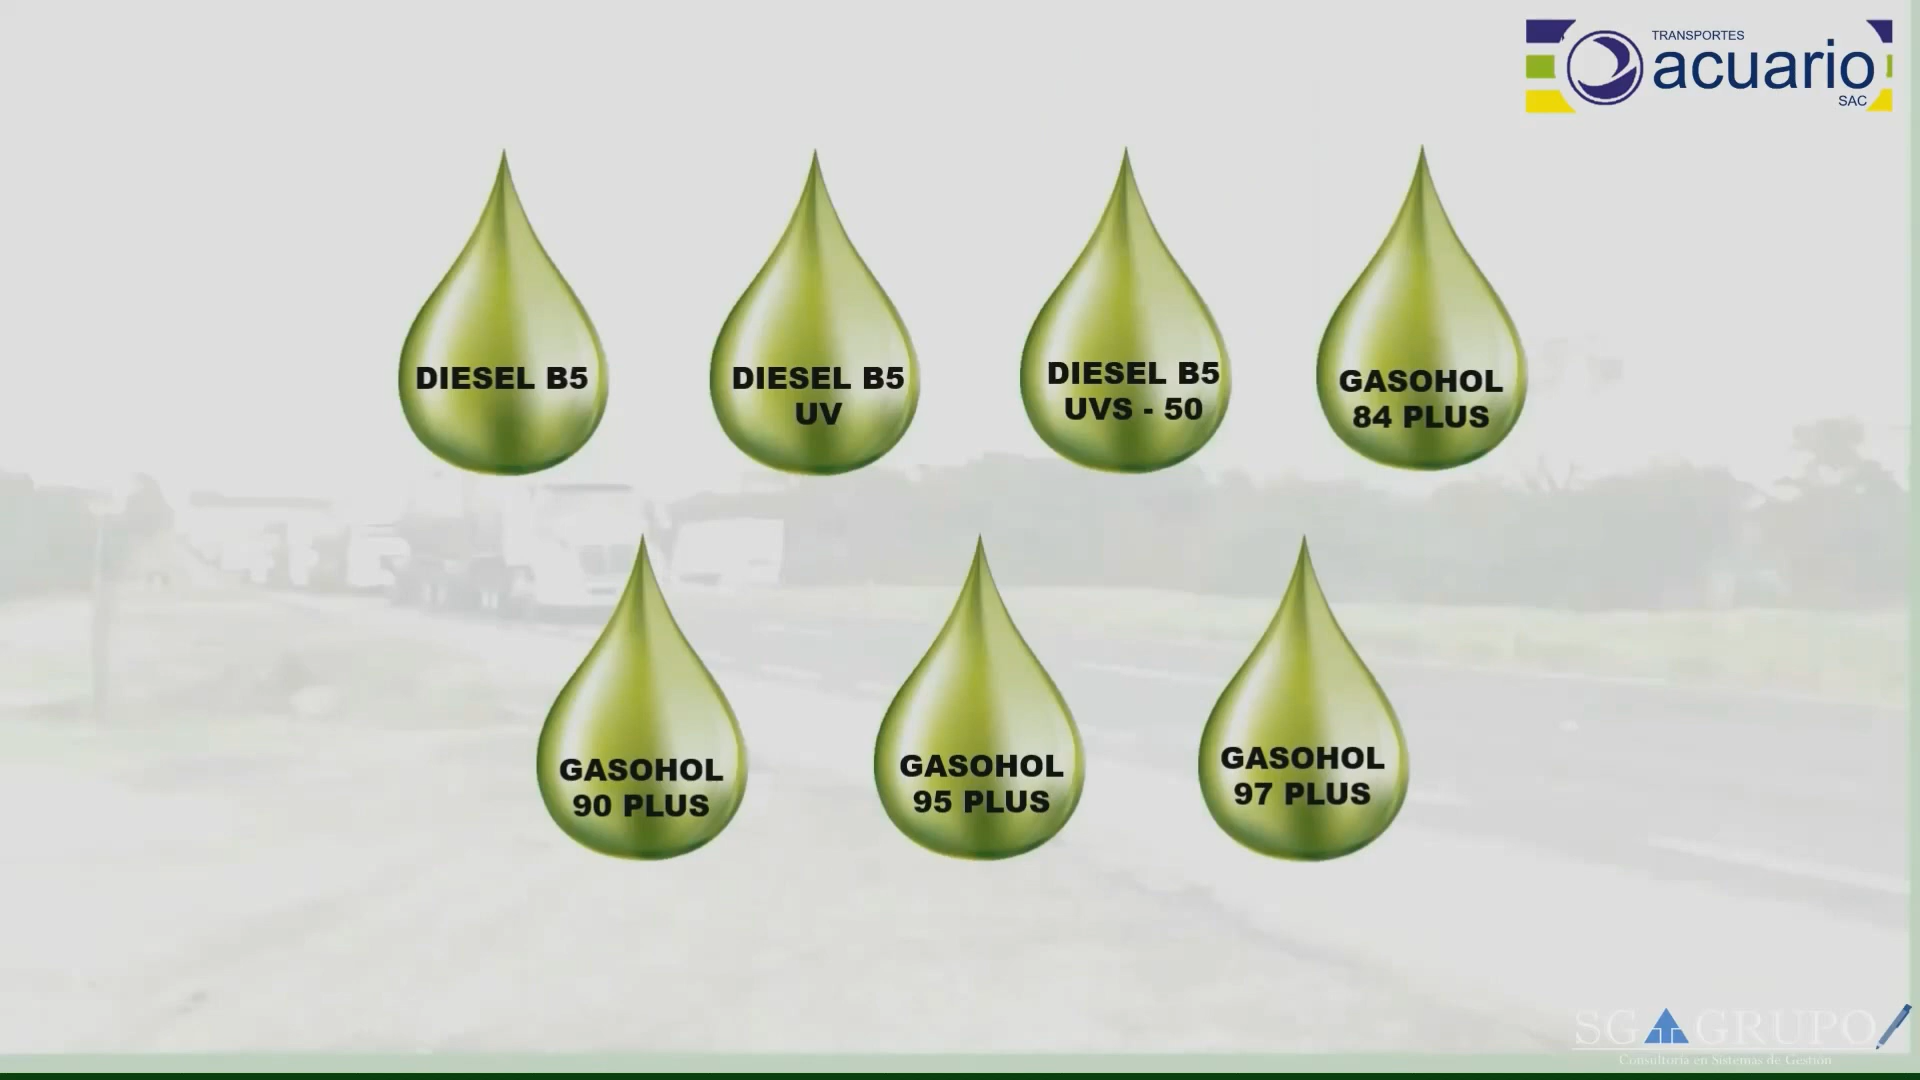 TRANSPORTES
acuario
SAC
DIESEL B5
DIESEL B5
UV
DIESEL B5
UVS - 50
GASOHOL
84 PLUS
GASOHOL
90 PLUS
GASOHOL
95 PLUS
GASOHOL
97 PLUS
SG GRUPO
Consultoría en Sistemas de Gestión